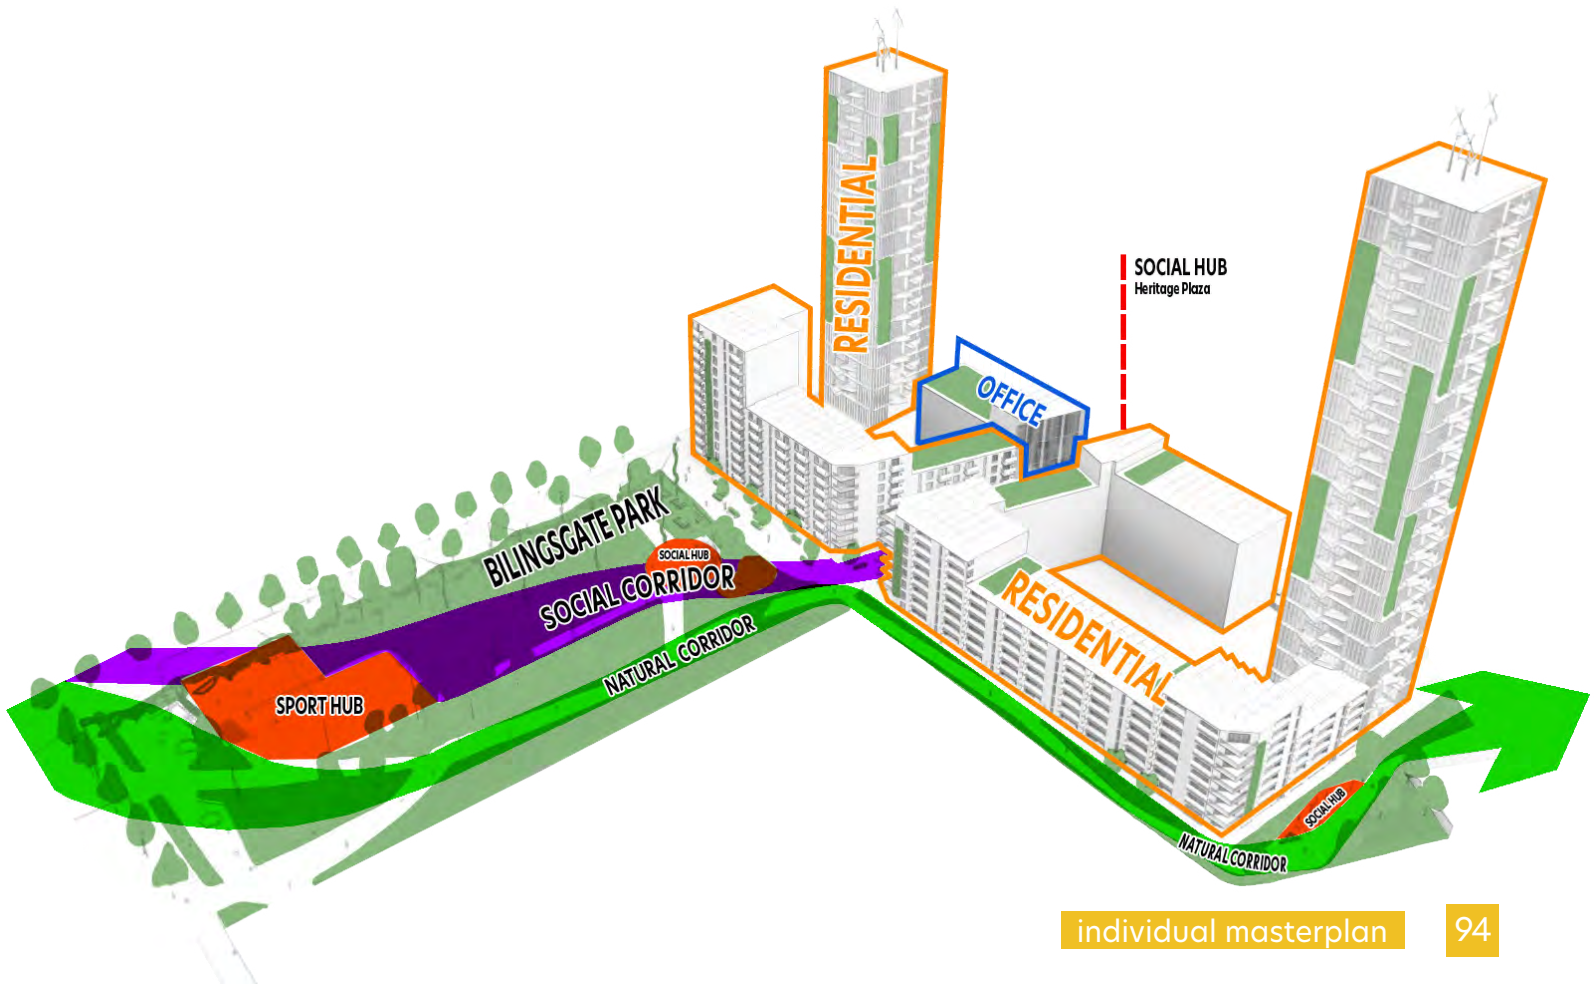 RESIDENTIAL
SOCIAL HUB
Heritage Plaza
OFFICE
BILINGSGATE PARK
SOCIAL HUB
SOCIAL CORRIDOR
RESIDENTIAL
NATURAL CORRIDOR
SPORT HUB
SOCIAL HUB
NATURAL CORRIDOR
individual masterplan
94